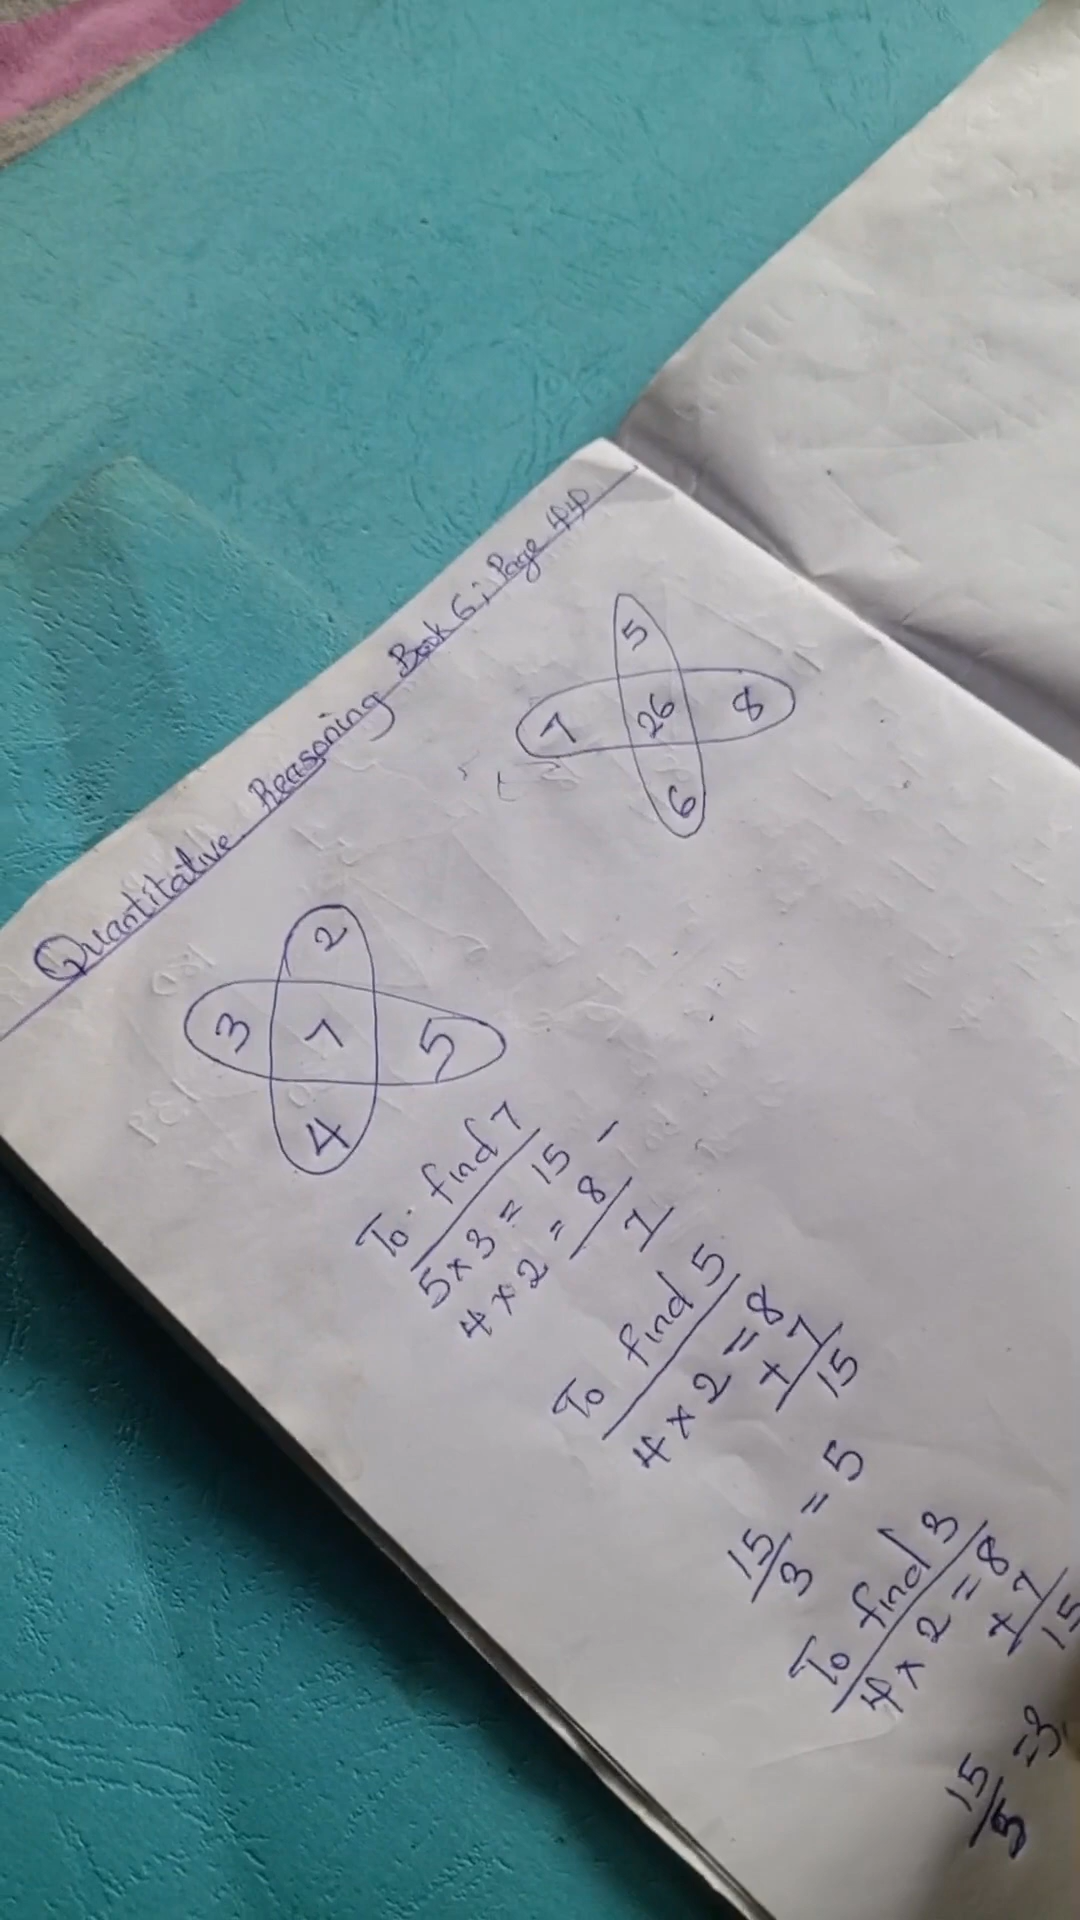 Quantitative Reasoning Book 6; Page 44
2
3 7 5
4
5
7 26 8
6
To find 7
5 x 3 = 15 -
4 x 2 = 8
7
To find 5
4 x 2 = 8
+ 7
15
15/3 = 5
To find 3
4 x 2 = 8
+ 7
15
15/5 = 3